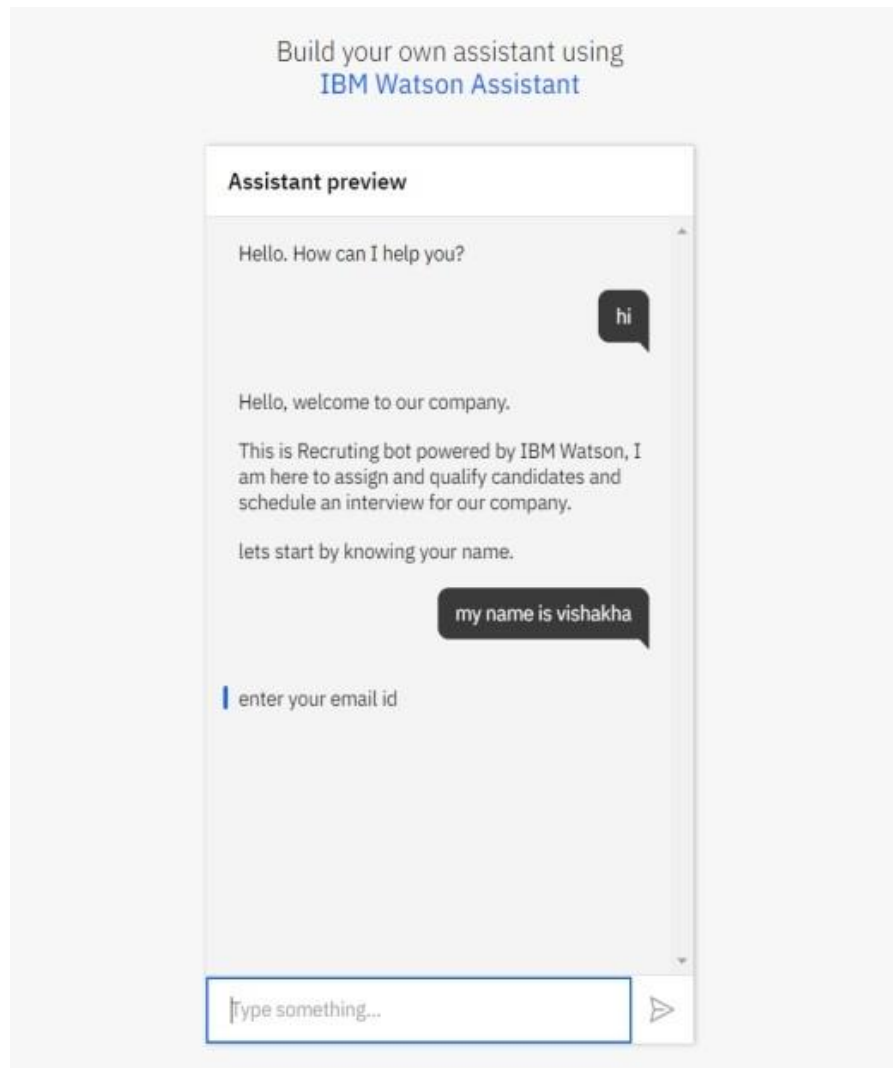 Build your own assistant using
IBM Watson Assistant
Assistant preview
Hello. How can I help you?
hi
Hello, welcome to our company.
This is Recruting bot powered by IBM Watson, I
am here to assign and qualify candidates and
schedule an interview for our company.
lets start by knowing your name.
my name is vishakha
enter your email id
Type something...